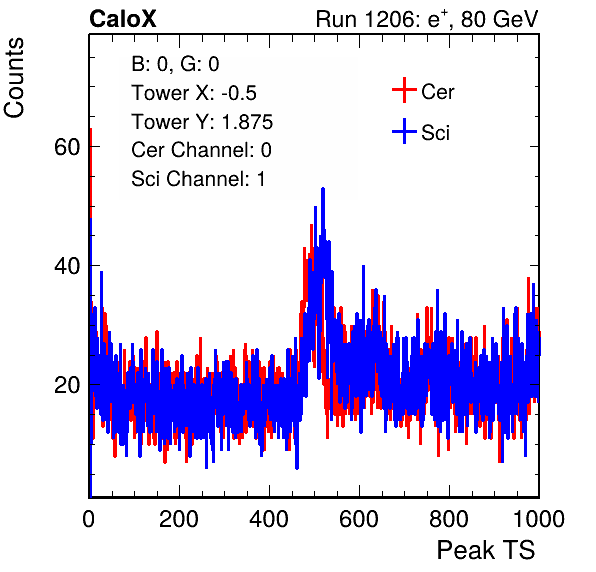 CaloX Run 1206: e⁺, 80 GeV
Counts
B: 0, G: 0
Tower X: -0.5
Tower Y: 1.875
Cer Channel: 0
Sci Channel: 1
Cer
Sci
60
40
20
0 200 400 600 800 1000
Peak TS